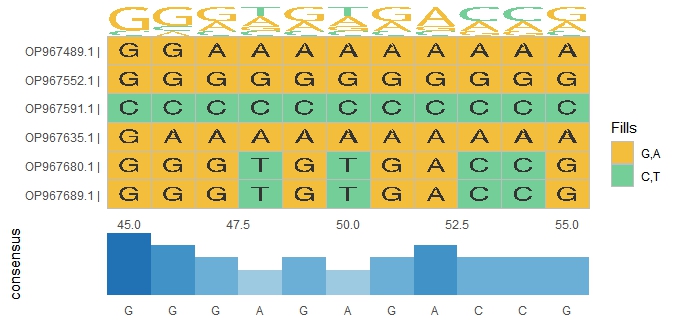 G G G T G T G A C C G
OP967489.1 | G G A A A A A A A A A
OP967552.1 | G G G G G G G G G G G
OP967591.1 | C C C C C C C C C C C
OP967635.1 | G A A A A A A A A A A
OP967680.1 | G G G T G T G A C C G
OP967689.1 | G G G T G T G A C C G
Fills
G,A
C,T
45.0 47.5 50.0 52.5 55.0
consensus
G G G A G A G A C C G